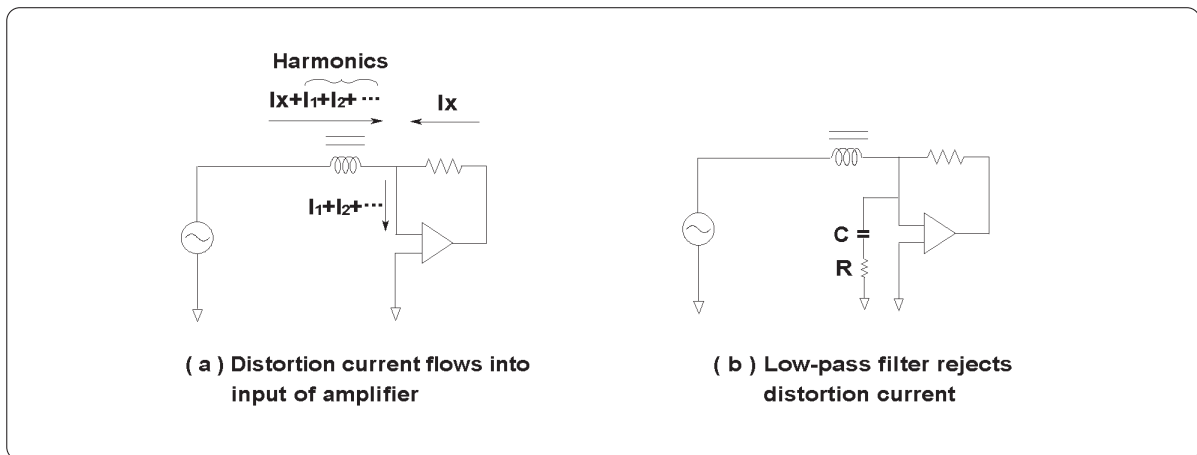 Harmonics
Ix+I1+I2+ ···
Ix
I1+I2+ ···
( a ) Distortion current flows into
input of amplifier
C
R
( b ) Low-pass filter rejects
distortion current